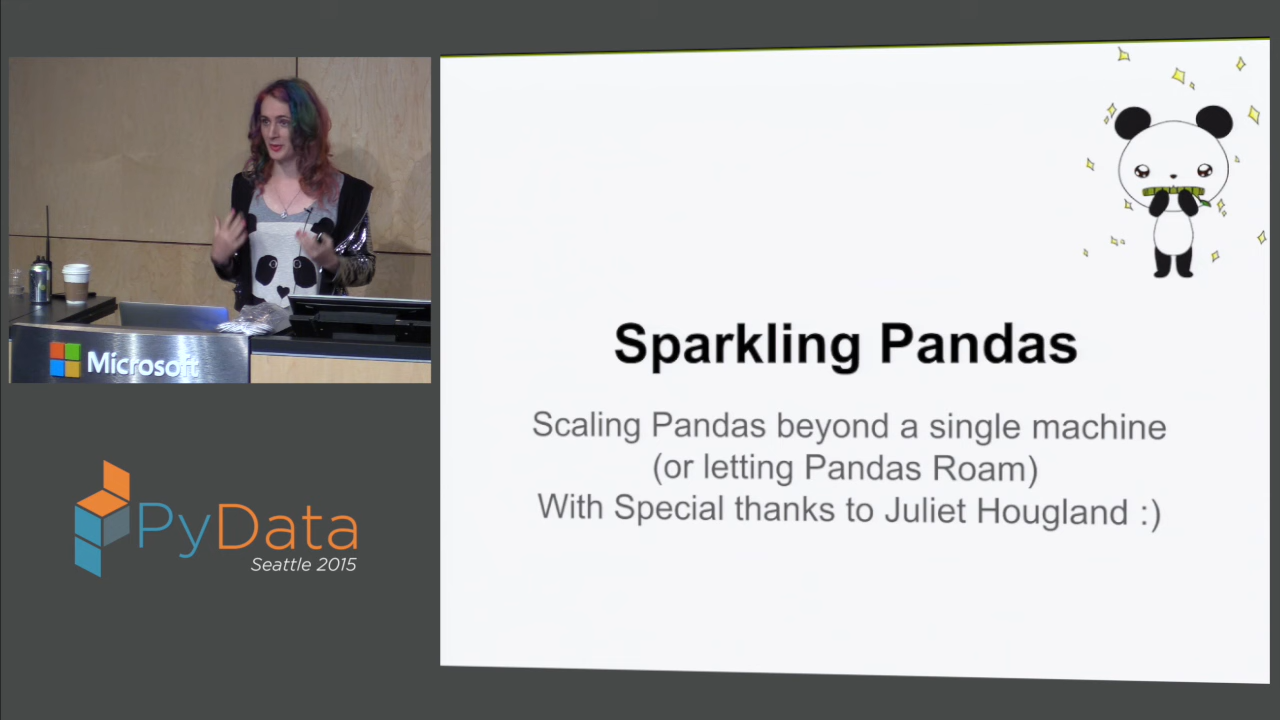 Microsoft
PyData
Seattle 2015
Sparkling Pandas
Scaling Pandas beyond a single machine
(or letting Pandas Roam)
With Special thanks to Juliet Hougland :)